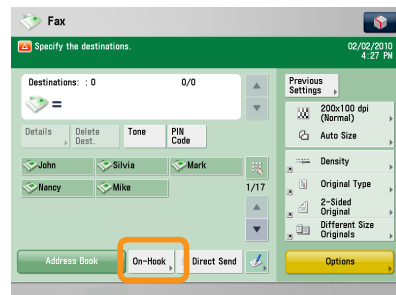 Fax
Specify the destinations.
02/02/2010
4:27 PM
Destinations: : 0
0/0
=
Previous
Settings
200x100 dpi
(Normal)
Details
Delete
Dest.
Tone
PIN
Code
Auto Size
John
Silvia
Mark
Density
Nancy
Mike
1/17
Original Type
2-Sided
Original
Different Size
Originals
Address Book
On-Hook
Direct Send
Options